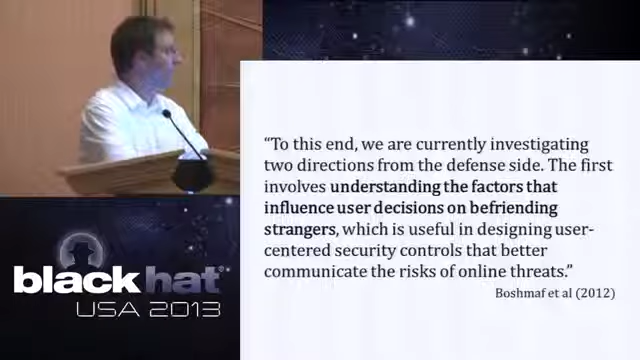 “To this end, we are currently investigating
two directions from the defense side. The first
involves understanding the factors that
influence user decisions on befriending
strangers, which is useful in designing user-
centered security controls that better
communicate the risks of online threats.”
Boshmaf et al (2012)
black hat®
USA 2013